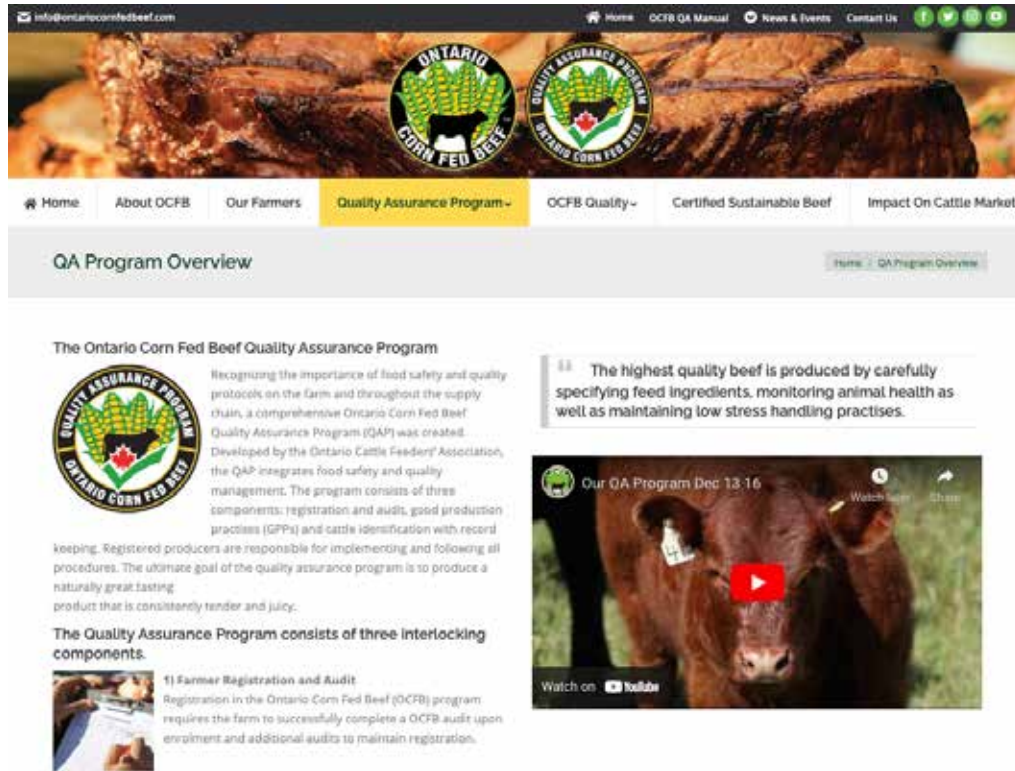 info@ontariocornfedbeef.com
Home OCFB QA Manual News & Events Contact Us
ONTARIO
CORN FED BEEF
QUALITY ASSURANCE PROGRAM
ONTARIO CORN FED BEEF
Home About OCFB Our Farmers Quality Assurance Program OCFB Quality Certified Sustainable Beef Impact On Cattle Market
QA Program Overview
Home / QA Program Overview
The Ontario Corn Fed Beef Quality Assurance Program
QUALITY ASSURANCE PROGRAM
ONTARIO CORN FED BEEF
Recognizing the importance of food safety and quality
protocols on the farm and throughout the supply
chain, a comprehensive Ontario Corn Fed Beef
Quality Assurance Program (QAP) was created.
Developed by the Ontario Cattle Feeders' Association,
the QAP integrates food safety and quality
management. The program consists of three
components: registration and audit, good production
practises (GPPs) and cattle identification with record
keeping. Registered producers are responsible for implementing and following all
procedures. The ultimate goal of the quality assurance program is to produce a
naturally great tasting
product that is consistently tender and juicy.
The Quality Assurance Program consists of three interlocking
components.
1) Farmer Registration and Audit
Registration in the Ontario Corn Fed Beef (OCFB) program
requires the farm to successfully complete a OCFB audit upon
enrolment and additional audits to maintain registration.
" The highest quality beef is produced by carefully
specifying feed ingredients, monitoring animal health as
well as maintaining low stress handling practises.
Our QA Program Dec 13-16
Watch later Share
4
Watch on YouTube